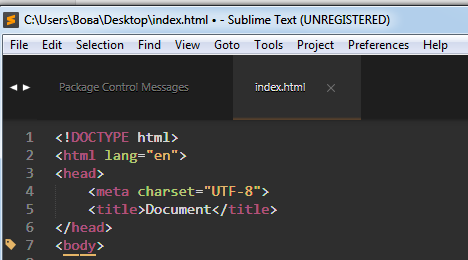 C:\Users\Вова\Desktop\index.html • - Sublime Text (UNREGISTERED)
File Edit Selection Find View Goto Tools Project Preferences Help
Package Control Messages index.html ×
1 <!DOCTYPE html>
2 <html lang="en">
3 <head>
4 <meta charset="UTF-8">
5 <title>Document</title>
6 </head>
7 <body>